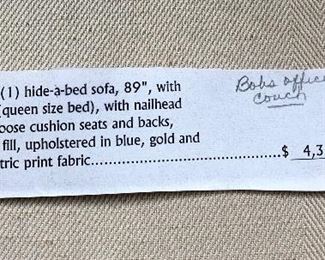 (1) hide-a-bed sofa, 89", with
(queen size bed), with nailhead
oose cushion seats and backs,
fill, upholstered in blue, gold and
tric print fabric..............................................$ 4,3
Bobs office
couch